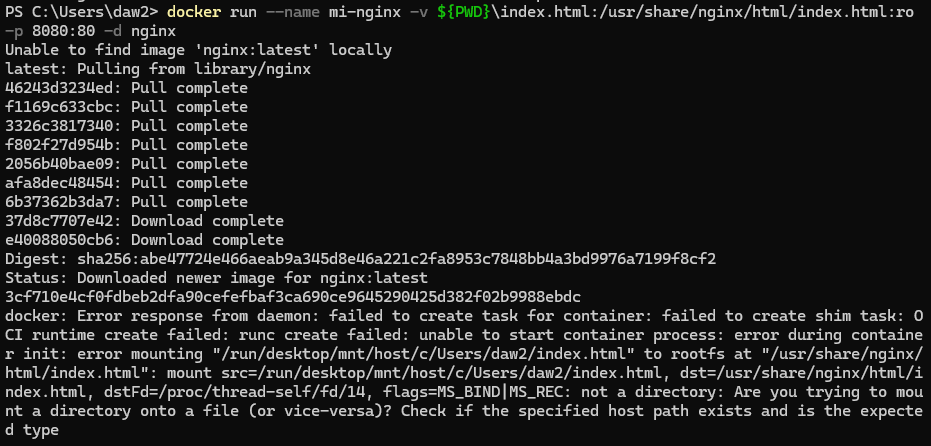 PS C:\Users\daw2> docker run --name mi-nginx -v ${PWD}\index.html:/usr/share/nginx/html/index.html:ro
-p 8080:80 -d nginx
Unable to find image 'nginx:latest' locally
latest: Pulling from library/nginx
46243d3234ed: Pull complete
f1169c633cbc: Pull complete
3326c3817340: Pull complete
f802f27d954b: Pull complete
2056b40bae09: Pull complete
afa8dec48454: Pull complete
6b37362b3da7: Pull complete
37d8c7707e42: Download complete
e40088050cb6: Download complete
Digest: sha256:abe47724e466aeab9a345d8e46a221c2fa8953c7848bb4a3bd9976a7199f8cf2
Status: Downloaded newer image for nginx:latest
3cf710e4cf0fdbeb2dfa90cefefbaf3ca690ce9645290425d382f02b9988ebdc
docker: Error response from daemon: failed to create task for container: failed to create shim task: O
CI runtime create failed: runc create failed: unable to start container process: error during containe
r init: error mounting "/run/desktop/mnt/host/c/Users/daw2/index.html" to rootfs at "/usr/share/nginx/
html/index.html": mount src=/run/desktop/mnt/host/c/Users/daw2/index.html, dst=/usr/share/nginx/html/i
ndex.html, dstFd=/proc/thread-self/fd/14, flags=MS_BIND|MS_REC: not a directory: Are you trying to mou
nt a directory onto a file (or vice-versa)? Check if the specified host path exists and is the expecte
d type